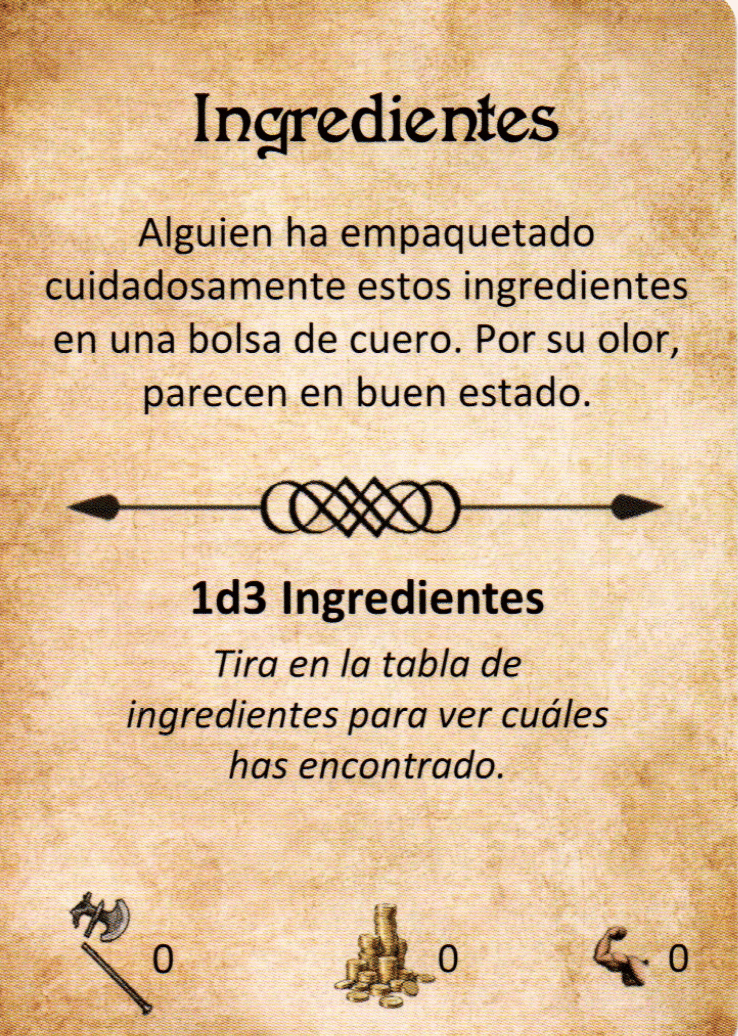 Ingredientes
Alguien ha empaquetado
cuidadosamente estos ingredientes
en una bolsa de cuero. Por su olor,
parecen en buen estado.
1d3 Ingredientes
Tira en la tabla de
ingredientes para ver cuáles
has encontrado.
0 0 0